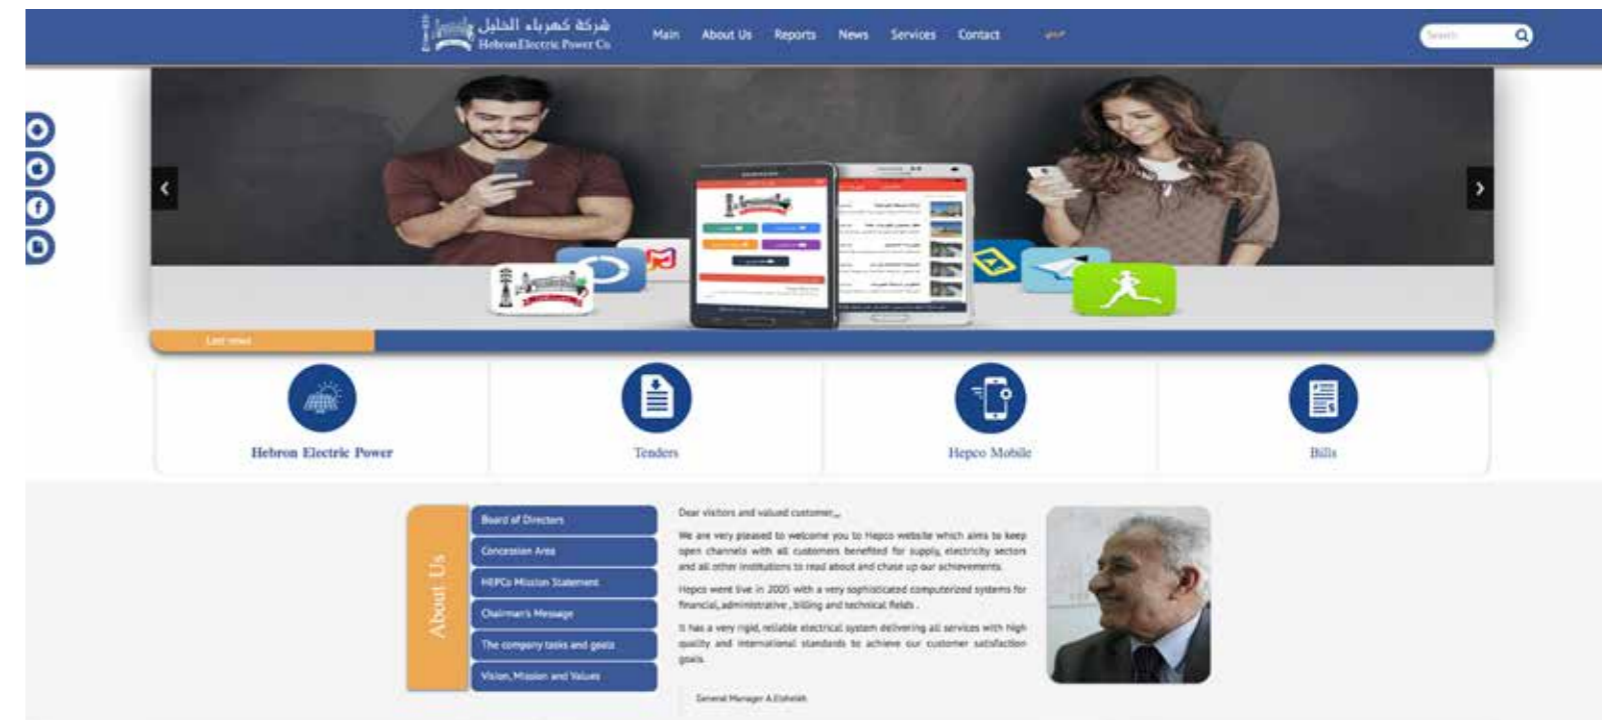 شركة كهرباء الخليل
Hebron Electric Power Co
Main About Us Reports News Services Contact عربي
Search
Last news
Hebron Electric Power
Tenders
Hepco Mobile
Bills
About Us
Board of Directors
Concession Area
HEPCo Mission Statement
Chairman's Message
The company tasks and goals
Vision, Mission and Values
Dear visitors and valued customer,,,
We are very pleased to welcome you to Hepco website which aims to keep
open channels with all customers benefited for supply, electricity sectors
and all other institutions to read about and chase up our achievements.
Hepco went live in 2005 with a very sophisticated computerized systems for
financial, administrative , billing and technical fields .
It has a very rigid, reliable electrical system delivering all services with high
quality and international standards to achieve our customer satisfaction
goals.
General Manager